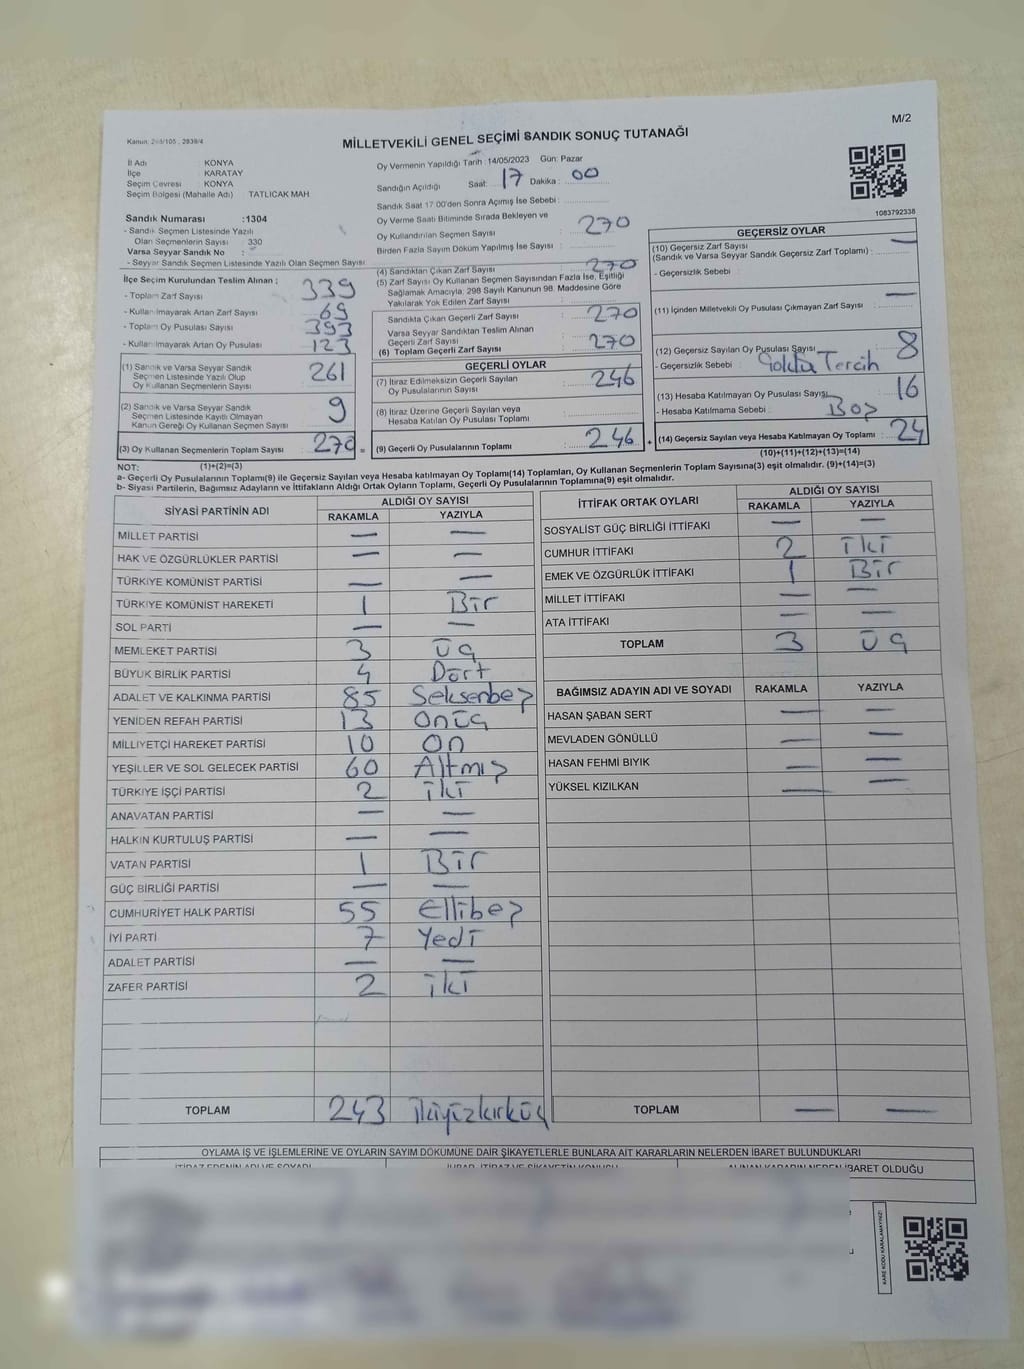 M/2
Kanun: 298/105 , 2839/4
MİLLETVEKİLİ GENEL SEÇİMİ SANDIK SONUÇ TUTANAĞI
İl Adı : KONYA
İlçe : KARATAY
Seçim Çevresi : KONYA
Seçim Bölgesi (Mahalle Adı) : TATLICAK MAH.
Oy Vermenin Yapıldığı Tarih : 14/05/2023 Gün: Pazar
Sandığın Açıldığı Saat: 17 Dakika : 00
Sandık Saat 17:00'den Sonra Açımış İse Sebebi :
Oy Verme Saati Bitiminde Sırada Bekleyen ve
Oy Kullandırılan Seçmen Sayısı : 270
Birden Fazla Sayım Döküm Yapılmış İse Sayısı :
1083792338
Sandık Numarası : 1304
- Sandık Seçmen Listesinde Yazılı
Olan Seçmenlerin Sayısı : 330
Varsa Seyyar Sandık No :
- Seyyar Sandık Seçmen Listesinde Yazılı Olan Seçmen Sayısı :
İlçe Seçim Kurulundan Teslim Alınan ;
- Toplam Zarf Sayısı : 339
- Kullanılmayarak Artan Zarf Sayısı : 69
- Toplam Oy Pusulası Sayısı : 393
- Kullanılmayarak Artan Oy Pusulası : 123
(1) Sandık ve Varsa Seyyar Sandık
Seçmen Listesinde Yazılı Olup
Oy Kullanan Seçmenlerin Sayısı : 261
(2) Sandık ve Varsa Seyyar Sandık
Seçmen Listesinde Kayıtlı Olmayan
Kanun Gereği Oy Kullanan Seçmen Sayısı : 9
(3) Oy Kullanan Seçmenlerin Toplam Sayısı : 270 =
(4) Sandıktan Çıkan Zarf Sayısı : 270
(5) Zarf Sayısı Oy Kullanan Seçmen Sayısından Fazla İse, Eşitliği
Sağlamak Amacıyla, 298 Sayılı Kanunun 98. Maddesine Göre
Yakılarak Yok Edilen Zarf Sayısı :
Sandıkta Çıkan Geçerli Zarf Sayısı : 270
Varsa Seyyar Sandıktan Teslim Alınan
Geçerli Zarf Sayısı :
(6) Toplam Geçerli Zarf Sayısı : 270
GEÇERLİ OYLAR
(7) İtiraz Edilmeksizin Geçerli Sayılan
Oy Pusulalarının Sayısı : 246
(8) İtiraz Üzerine Geçerli Sayılan veya
Hesaba Katılan Oy Pusulası Toplamı :
(9) Geçerli Oy Pusulalarının Toplamı : 246 +
GEÇERSİZ OYLAR
(10) Geçersiz Zarf Sayısı
(Sandık ve Varsa Seyyar Sandık Geçersiz Zarf Toplamı) : —
- Geçersizlik Sebebi :
(11) İçinden Milletvekili Oy Pusulası Çıkmayan Zarf Sayısı : —
(12) Geçersiz Sayılan Oy Pusulası Sayısı : 8
- Geçersizlik Sebebi : Tercih
(13) Hesaba Katılmayan Oy Pusulası Sayısı : 16
- Hesaba Katılmama Sebebi : Boş
(14) Geçersiz Sayılan veya Hesaba Katılmayan Oy Toplamı : 24
(10)+(11)+(12)+(13)=(14)
NOT: (1)+(2)=(3)
a- Geçerli Oy Pusulalarının Toplamı(9) ile Geçersiz Sayılan veya Hesaba Katılmayan Oy Toplamı(14) Toplamları, Oy Kullanan Seçmenlerin Toplam Sayısına(3) eşit olmalıdır. (9)+(14)=(3)
b- Siyasi Partilerin, Bağımsız Adayların ve İttifakların Aldığı Ortak Oyların Toplamı, Geçerli Oy Pusulalarının Toplamına(9) eşit olmalıdır.
SİYASİ PARTİNİN ADI ALDIĞI OY SAYISI
RAKAMLA YAZIYLA
MİLLET PARTİSİ — —
HAK VE ÖZGÜRLÜKLER PARTİSİ — —
TÜRKİYE KOMÜNİST PARTİSİ — —
TÜRKİYE KOMÜNİST HAREKETİ 1 Bir
SOL PARTİ — —
MEMLEKET PARTİSİ 3 Üç
BÜYÜK BİRLİK PARTİSİ 4 Dört
ADALET VE KALKINMA PARTİSİ 85 Seksenbeş
YENİDEN REFAH PARTİSİ 13 Onüç
MİLLİYETÇİ HAREKET PARTİSİ 10 On
YEŞİLLER VE SOL GELECEK PARTİSİ 60 Altmış
TÜRKİYE İŞÇİ PARTİSİ 2 iki
ANAVATAN PARTİSİ — —
HALKIN KURTULUŞ PARTİSİ — —
VATAN PARTİSİ 1 Bir
GÜÇ BİRLİĞİ PARTİSİ — —
CUMHURİYET HALK PARTİSİ 55 Ellibeş
İYİ PARTİ 7 Yedi
ADALET PARTİSİ — —
ZAFER PARTİSİ 2 iki
TOPLAM 243 ikiyüzkırküç
İTTİFAK ORTAK OYLARI ALDIĞI OY SAYISI
RAKAMLA YAZIYLA
SOSYALİST GÜÇ BİRLİĞİ İTTİFAKI — —
CUMHUR İTTİFAKI 2 iki
EMEK VE ÖZGÜRLÜK İTTİFAKI 1 Bir
MİLLET İTTİFAKI — —
ATA İTTİFAKI — —
TOPLAM 3 Üç
BAĞIMSIZ ADAYIN ADI VE SOYADI RAKAMLA YAZIYLA
HASAN ŞABAN SERT — —
MEVLADEN GÖNÜLLÜ — —
HASAN FEHMİ BIYIK — —
YÜKSEL KIZILKAN — —
TOPLAM — —
OYLAMA İŞ VE İŞLEMLERİNE VE OYLARIN SAYIM DÖKÜMÜNE DAİR ŞİKAYETLERLE BUNLARA AİT KARARLARIN NELERDEN İBARET BULUNDUKLARI
İBARET OLDUĞU
KARE KODU KARALAMAYINIZ!